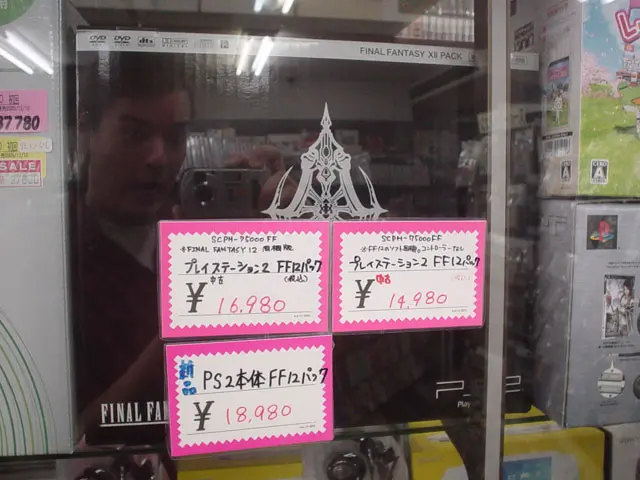 FINAL FANTASY XII PACK
37780
SALE
SCPH-75000FF
※FINAL FANTASY 12 同梱版
プレイステーション2 FF12パック
中古
(税込)
¥ 16,980
SCPH-75000FF
プレイステーション2 FF12パック
中古
¥ 14,980
新品
PS2本体 FF12パック
¥ 18,980
FINAL FAN
PS2
Play
A